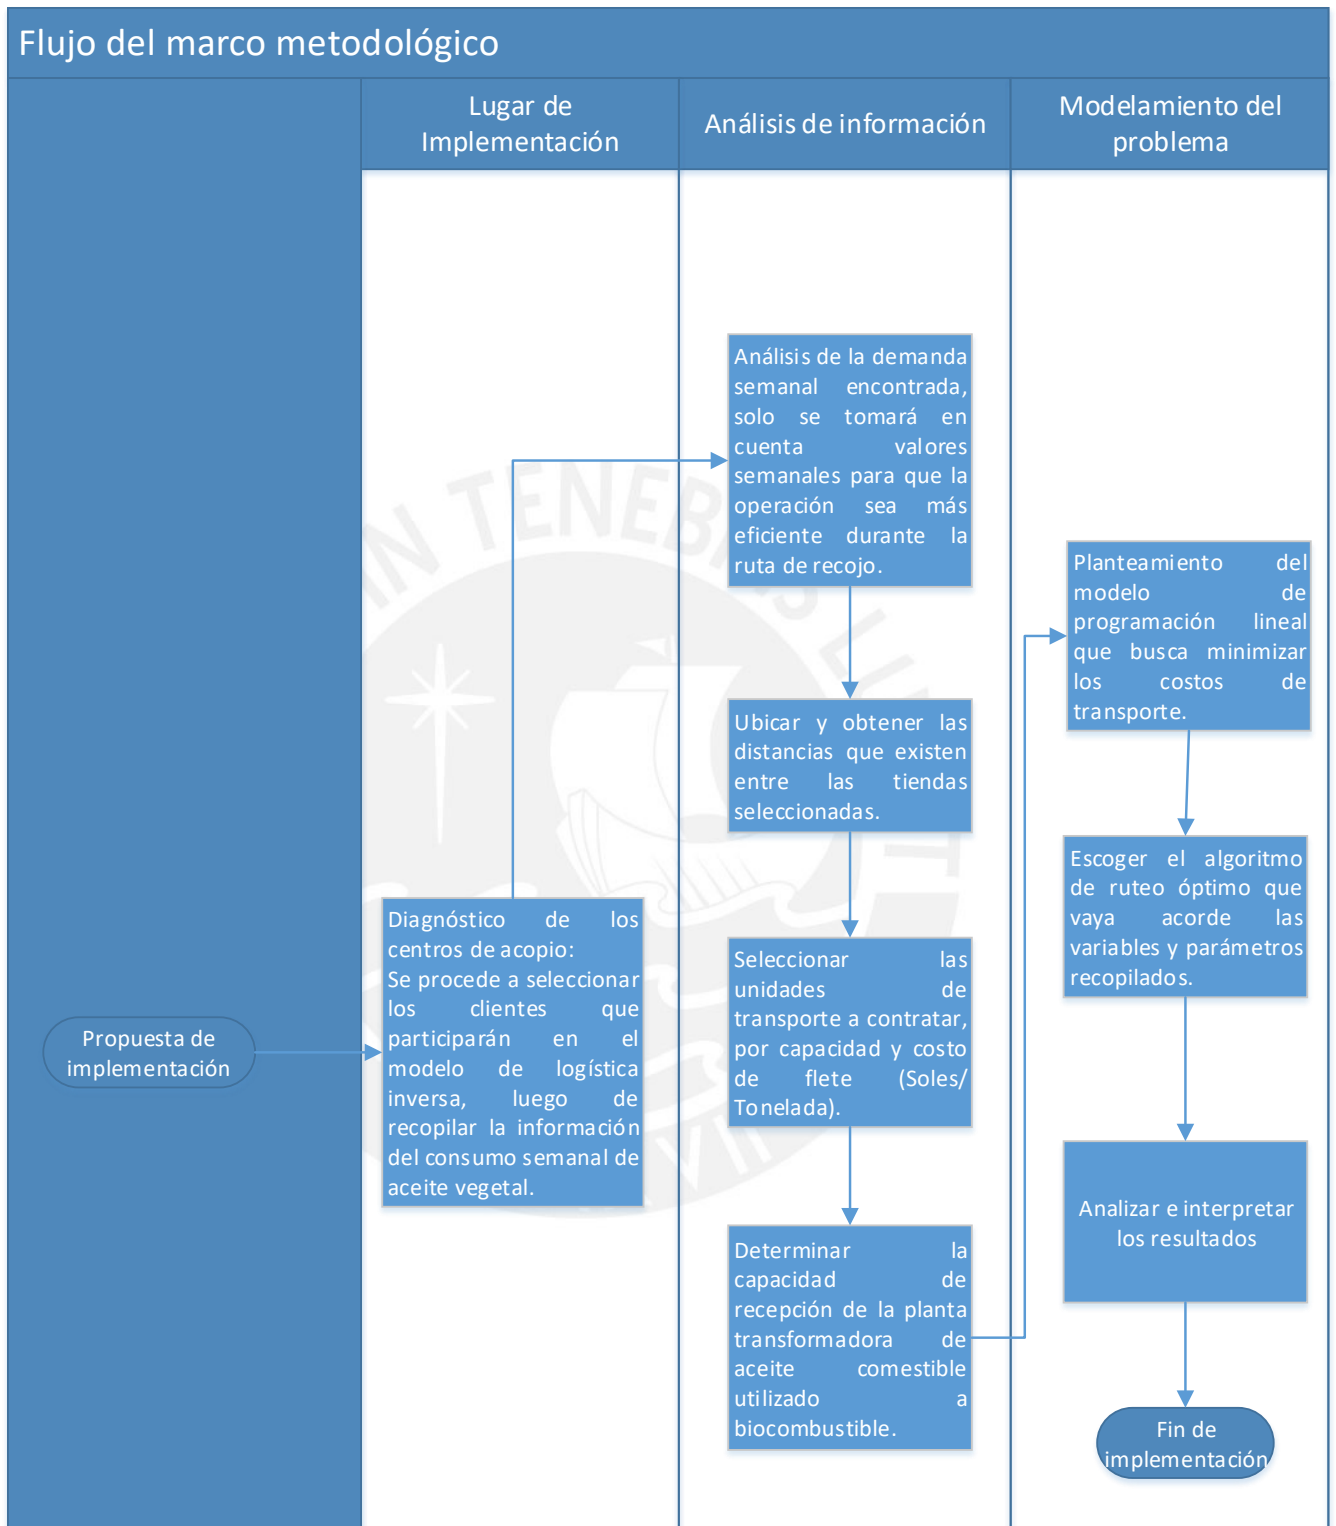 Flujo del marco metodológico
Lugar de
Implementación
Análisis de información
Modelamiento del
problema
Propuesta de
implementación
Diagnóstico de los
centros de acopio:
Se procede a seleccionar
los clientes que
participarán en el
modelo de logística
inversa, luego de
recopilar la información
del consumo semanal de
aceite vegetal.
Análisis de la demanda
semanal encontrada,
solo se tomará en
cuenta valores
semanales para que la
operación sea más
eficiente durante la
ruta de recojo.
Ubicar y obtener las
distancias que existen
entre las tiendas
seleccionadas.
Seleccionar las
unidades de
transporte a contratar,
por capacidad y costo
de flete (Soles/
Tonelada).
Determinar la
capacidad de
recepción de la planta
transformadora de
aceite comestible
utilizado a
biocombustible.
Planteamiento del
modelo de
programación lineal
que busca minimizar
los costos de
transporte.
Escoger el algoritmo
de ruteo óptimo que
vaya acorde las
variables y parámetros
recopilados.
Analizar e interpretar
los resultados
Fin de
implementación
TENEB